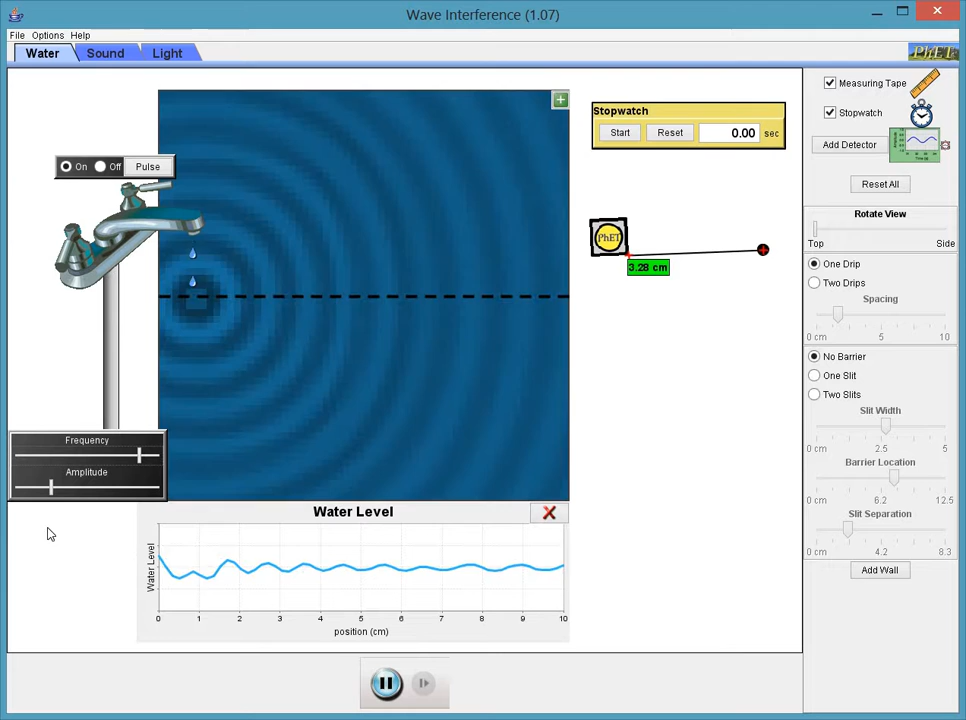 Wave Interference (1.07)
File Options Help
Water Sound Light
PhET
Measuring Tape
Stopwatch
Add Detector
Reset All
Rotate View
Top Side
One Drip
Two Drips
Spacing
0 cm 5 10
No Barrier
One Slit
Two Slits
Slit Width
0 cm 2.5 5
Barrier Location
0 cm 6.2 12.5
Slit Separation
0 cm 4.2 8.3
Add Wall
Stopwatch
Start Reset 0.00 sec
PhET
3.28 cm
On Off Pulse
Frequency
Amplitude
Water Level
Water Level
0 1 2 3 4 5 6 7 8 9 10
position (cm)